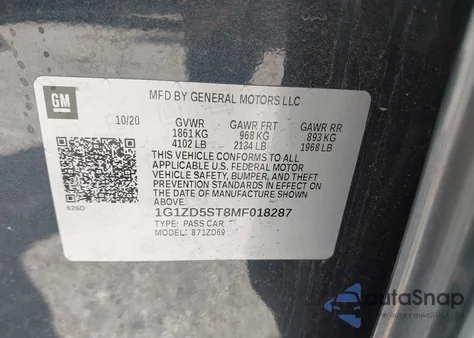 GM
MFD BY GENERAL MOTORS LLC
10/20 GVWR GAWR FRT GAWR RR
1861 KG 968 KG 893 KG
4102 LB 2134 LB 1968 LB
THIS VEHICLE CONFORMS TO ALL
APPLICABLE U.S. FEDERAL MOTOR
VEHICLE SAFETY, BUMPER, AND THEFT
PREVENTION STANDARDS IN EFFECT ON
THE DATE OF MANUFACTURE SHOWN
ABOVE.
626D
1G1ZD5ST8MF018287
TYPE: PASS CAR
MODEL: 871ZD69
autoSnap